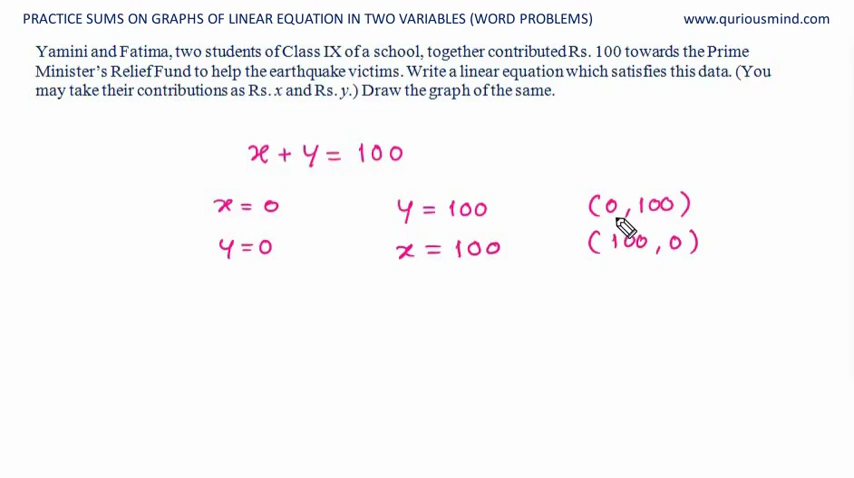 PRACTICE SUMS ON GRAPHS OF LINEAR EQUATION IN TWO VARIABLES (WORD PROBLEMS) www.quriousmind.com
Yamini and Fatima, two students of Class IX of a school, together contributed Rs. 100 towards the Prime
Minister's Relief Fund to help the earthquake victims. Write a linear equation which satisfies this data. (You
may take their contributions as Rs. x and Rs. y.) Draw the graph of the same.
x + y = 100
x = 0 y = 100 (0, 100)
y = 0 x = 100 (100, 0)